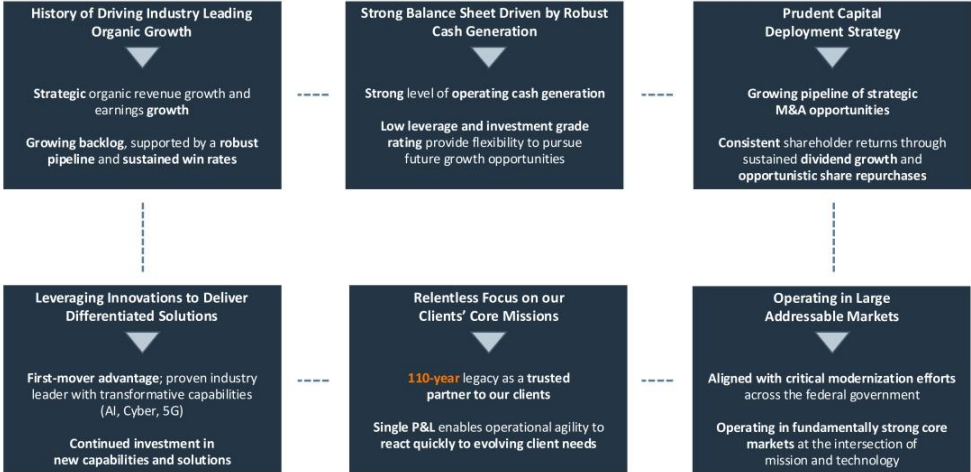 History of Driving Industry Leading
Organic Growth
Strategic organic revenue growth and
earnings growth
Growing backlog, supported by a robust
pipeline and sustained win rates
Strong Balance Sheet Driven by Robust
Cash Generation
Strong level of operating cash generation
Low leverage and investment grade
rating provide flexibility to pursue
future growth opportunities
Prudent Capital
Deployment Strategy
Growing pipeline of strategic
M&A opportunities
Consistent shareholder returns through
sustained dividend growth and
opportunistic share repurchases
Leveraging Innovations to Deliver
Differentiated Solutions
First-mover advantage; proven industry
leader with transformative capabilities
(AI, Cyber, 5G)
Continued investment in
new capabilities and solutions
Relentless Focus on our
Clients' Core Missions
110-year legacy as a trusted
partner to our clients
Single P&L enables operational agility to
react quickly to evolving client needs
Operating in Large
Addressable Markets
Aligned with critical modernization efforts
across the federal government
Operating in fundamentally strong core
markets at the intersection of
mission and technology